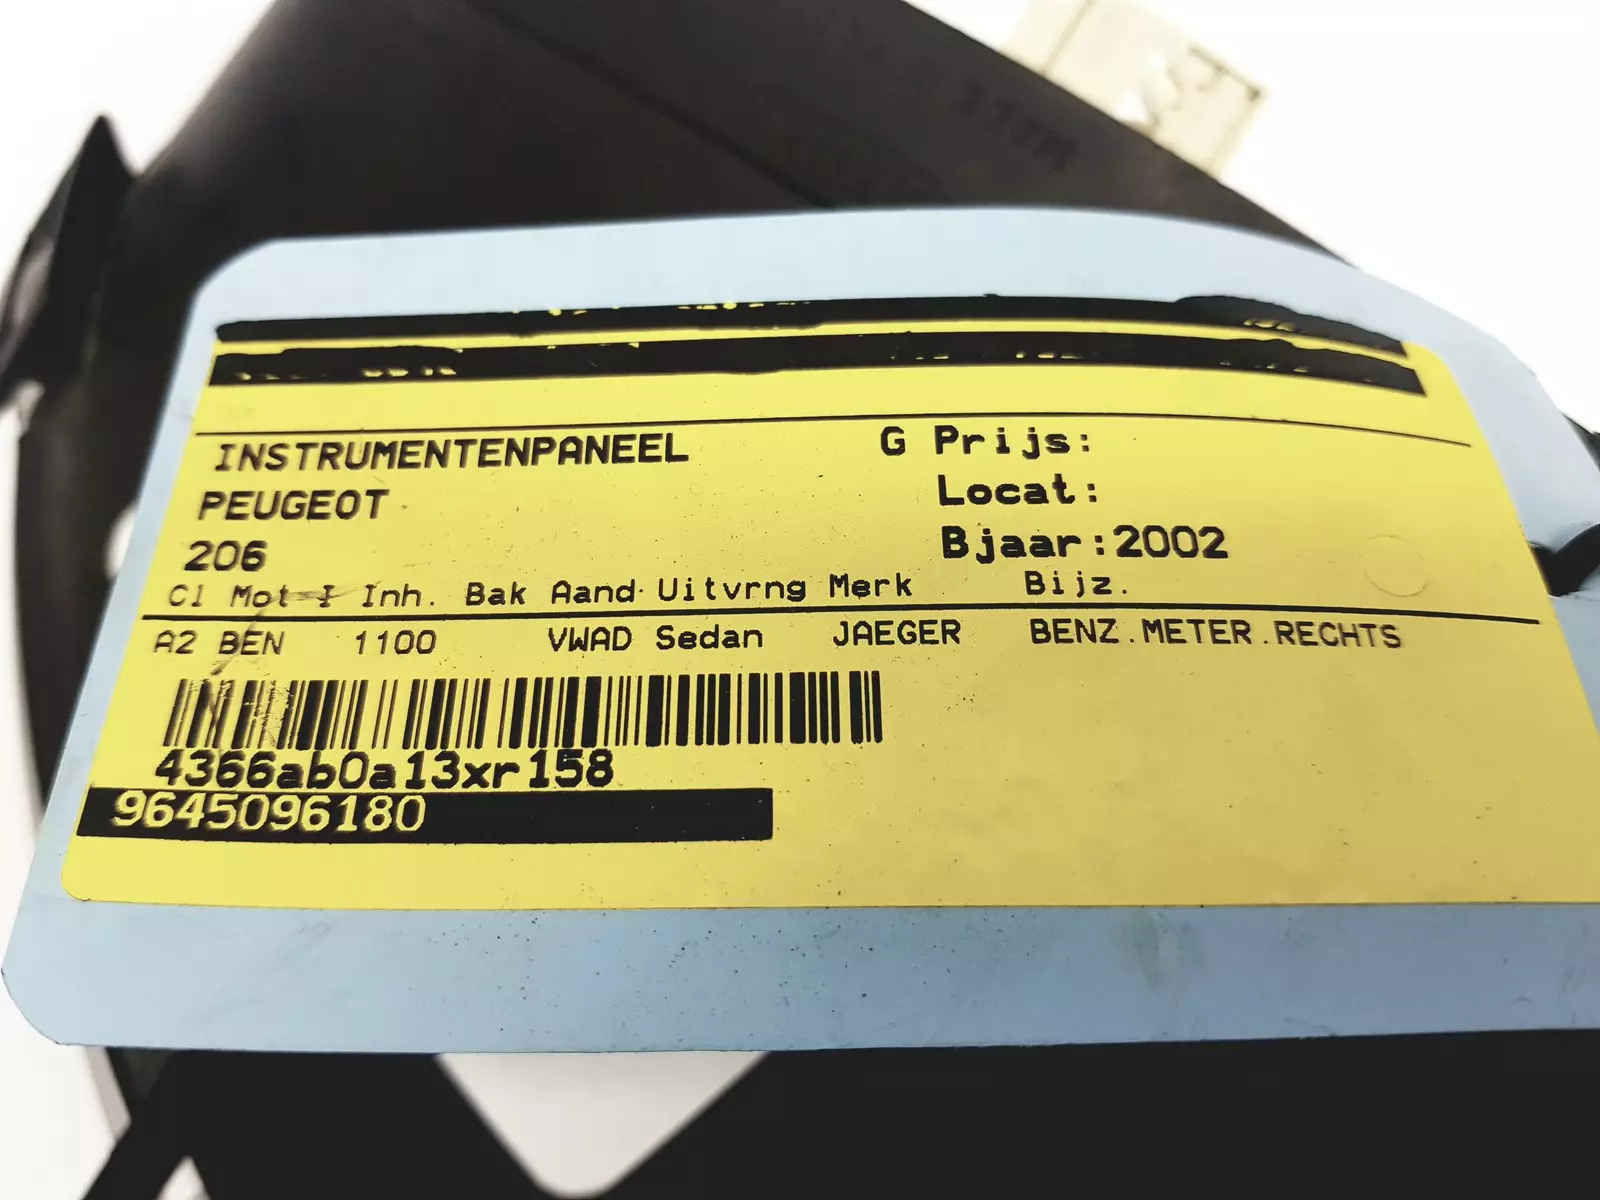 INSTRUMENTENPANEEL G Prijs:
PEUGEOT Locat:
206 Bjaar:2002
Cl Mot I Inh. Bak Aand Uitvrng Merk Bijz.
A2 BEN 1100 VWAD Sedan JAEGER BENZ.METER.RECHTS
4366ab0a13xr158
9645096180